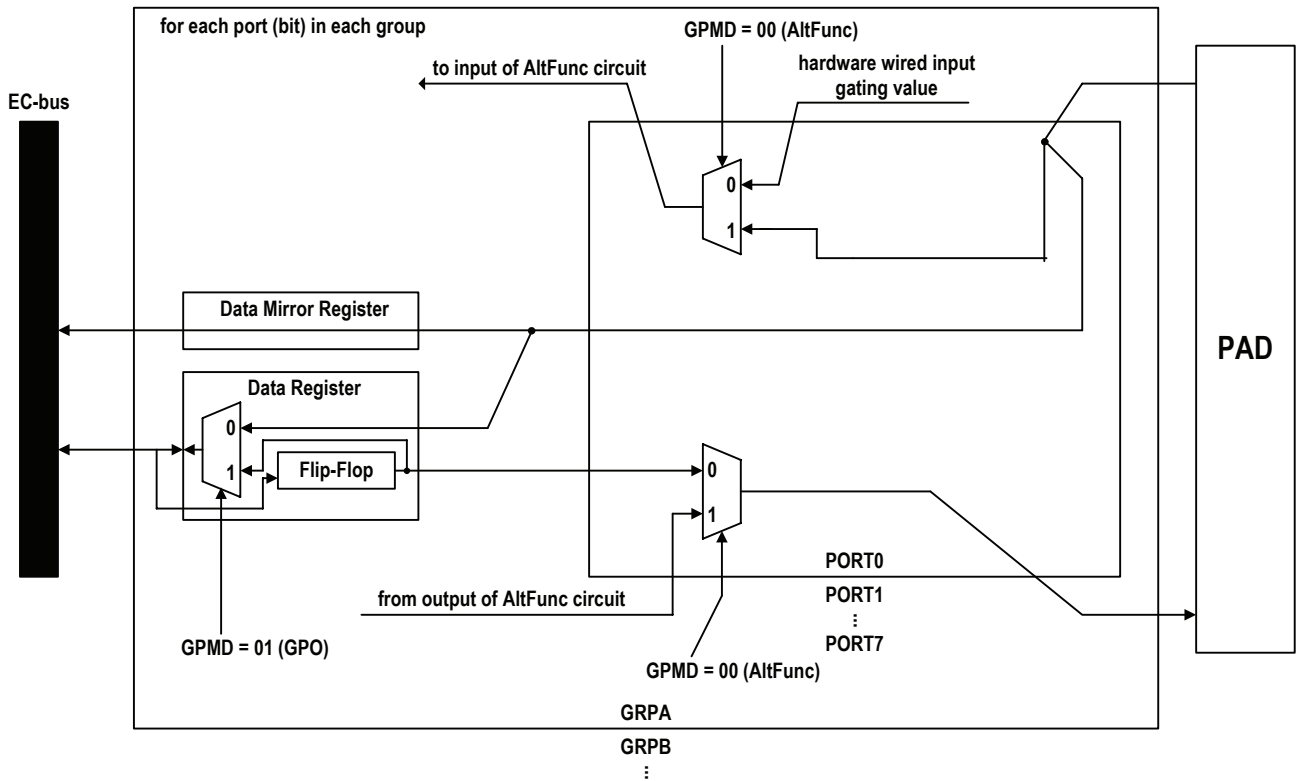 for each port (bit) in each group
GPMD = 00 (AltFunc)
to input of AltFunc circuit
hardware wired input
gating value
EC-bus
0
1
Data Mirror Register
PAD
Data Register
0
1
Flip-Flop
0
1
PORT0
from output of AltFunc circuit
PORT1
⋮
PORT7
GPMD = 01 (GPO)
GPMD = 00 (AltFunc)
GRPA
GRPB
⋮